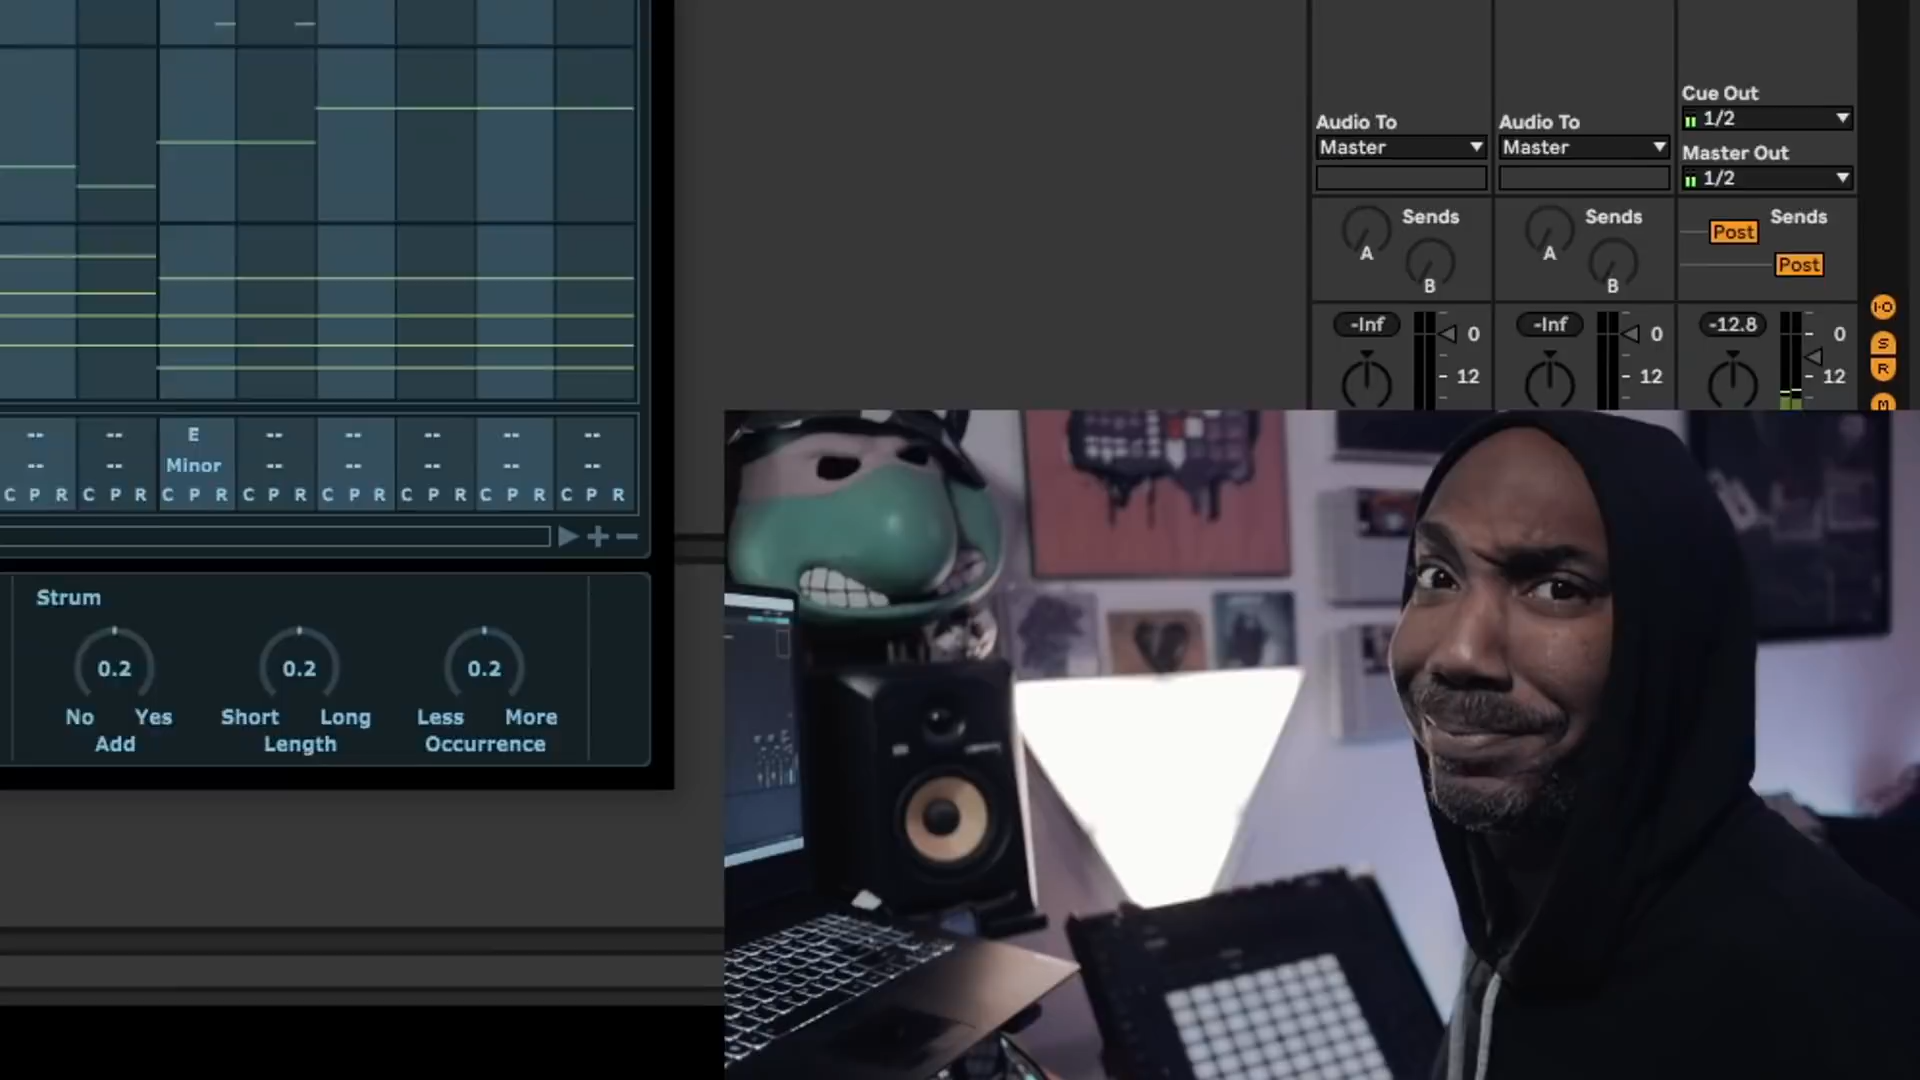 -- -- E -- -- -- -- --
-- -- Minor -- -- -- -- --
C P R C P R C P R C P R C P R C P R C P R C P R
Strum
0.2 0.2 0.2
No Yes Short Long Less More
Add Length Occurrence
Cue Out
1/2
Audio To Audio To
Master Master
Master Out
1/2
Sends Sends Sends
A A Post
B B Post
-Inf 0 -Inf 0 -12.8 0
12 12 12
I·O
S
R
M